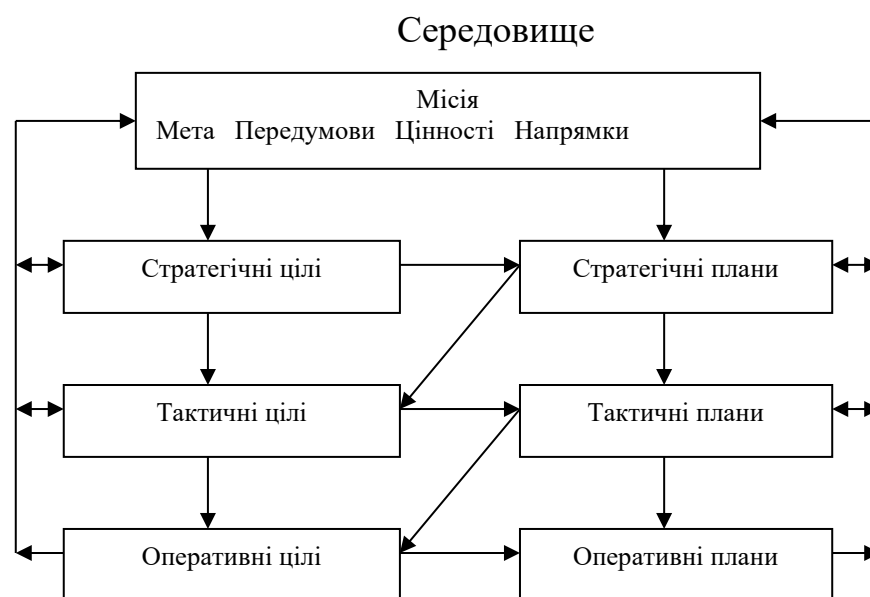 Середовище
Місія
Мета Передумови Цінності Напрямки
Стратегічні цілі
Стратегічні плани
Тактичні цілі
Тактичні плани
Оперативні цілі
Оперативні плани